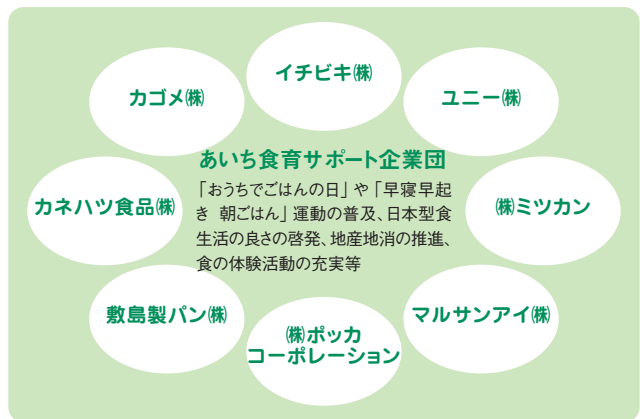 イチビキ㈱
カゴメ㈱
ユニー㈱
あいち食育サポート企業団
「おうちでごはんの日」や「早寝早起
き 朝ごはん」運動の普及、日本型食
生活の良さの啓発、地産地消の推進、
食の体験活動の充実等
カネハツ食品㈱
㈱ミツカン
敷島製パン㈱
マルサンアイ㈱
㈱ポッカ
コーポレーション